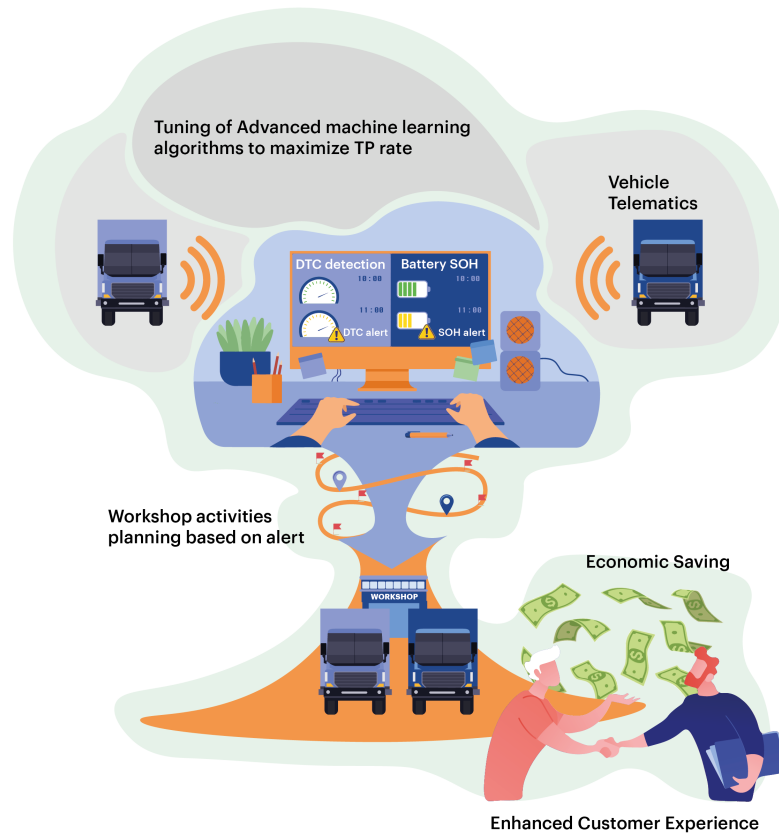 Tuning of Advanced machine learning
algorithms to maximize TP rate
Vehicle
Telematics
DTC detection
10:00
11:00
DTC alert
Battery SOH
10:00
11:00
SOH alert
Workshop activities
planning based on alert
WORKSHOP
Economic Saving
Enhanced Customer Experience